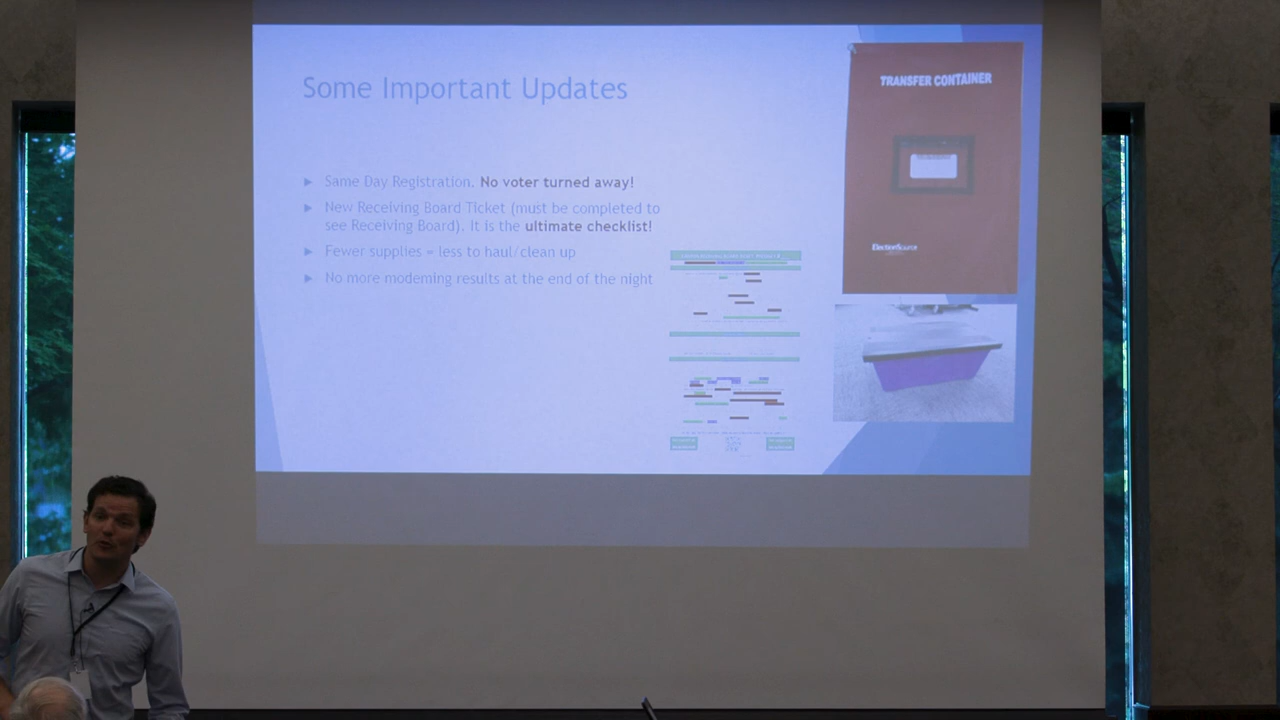 Some Important Updates
TRANSFER CONTAINER
Same Day Registration. No voter turned away!
New Receiving Board Ticket (must be completed to
see Receiving Board). It is the ultimate checklist!
Fewer supplies = less to haul/clean up
No more modeming results at the end of the night
ElectionSource